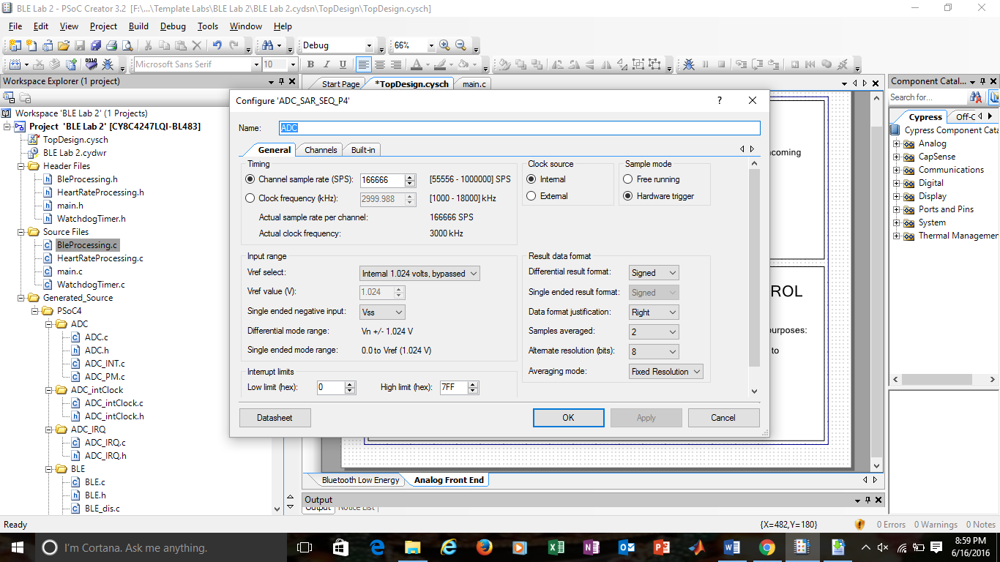 BLE Lab 2 - PSoC Creator 3.2 [F:\...\Template Labs\BLE Lab 2\BLE Lab 2.cydsn\TopDesign\TopDesign.cysch]
File Edit View Project Build Debug Tools Window Help
Debug 66%
Microsoft Sans Serif 10 B I U A
Workspace Explorer (1 project)
Workspace 'BLE Lab 2' (1 Projects)
Project 'BLE Lab 2' [CY8C4247LQI-BL483]
TopDesign.cysch
BLE Lab 2.cydwr
Header Files
BleProcessing.h
HeartRateProcessing.h
main.h
WatchdogTimer.h
Source Files
BleProcessing.c
HeartRateProcessing.c
main.c
WatchdogTimer.c
Generated_Source
PSoC4
ADC
ADC.c
ADC.h
ADC_INT.c
ADC_PM.c
ADC_intClock
ADC_intClock.c
ADC_intClock.h
ADC_IRQ
ADC_IRQ.c
ADC_IRQ.h
BLE
BLE.c
BLE.h
BLE_dis.c
Start Page *TopDesign.cysch main.c
Configure 'ADC_SAR_SEQ_P4' ?
Name: ADC
General Channels Built-in
Timing
Channel sample rate (SPS): 166666 [55556 - 1000000] SPS
Clock frequency (kHz): 2999.988 [1000 - 18000] kHz
Actual sample rate per channel: 166666 SPS
Actual clock frequency: 3000 kHz
Clock source
Internal
External
Sample mode
Free running
Hardware trigger
Input range
Vref select: Internal 1.024 volts, bypassed
Vref value (V): 1.024
Single ended negative input: Vss
Differential mode range: Vn +/- 1.024 V
Single ended mode range: 0.0 to Vref (1.024 V)
Result data format
Differential result format: Signed
Single ended result format: Signed
Data format justification: Right
Samples averaged: 2
Alternate resolution (bits): 8
Averaging mode: Fixed Resolution
Interrupt limits
Low limit (hex): 0 High limit (hex): 7FF
Datasheet OK Apply Cancel
coming
ROL
urposes:
to
Bluetooth Low Energy Analog Front End
Output
Output Notice List
Component Catal...
Search for...
Cypress Off-C
Cypress Component Cata
Analog
CapSense
Communications
Digital
Display
Ports and Pins
System
Thermal Managemer
Ready {X=482,Y=180} 0 Errors 0 Warnings 0 Notes
I'm Cortana. Ask me anything.
8:59 PM
6/16/2016